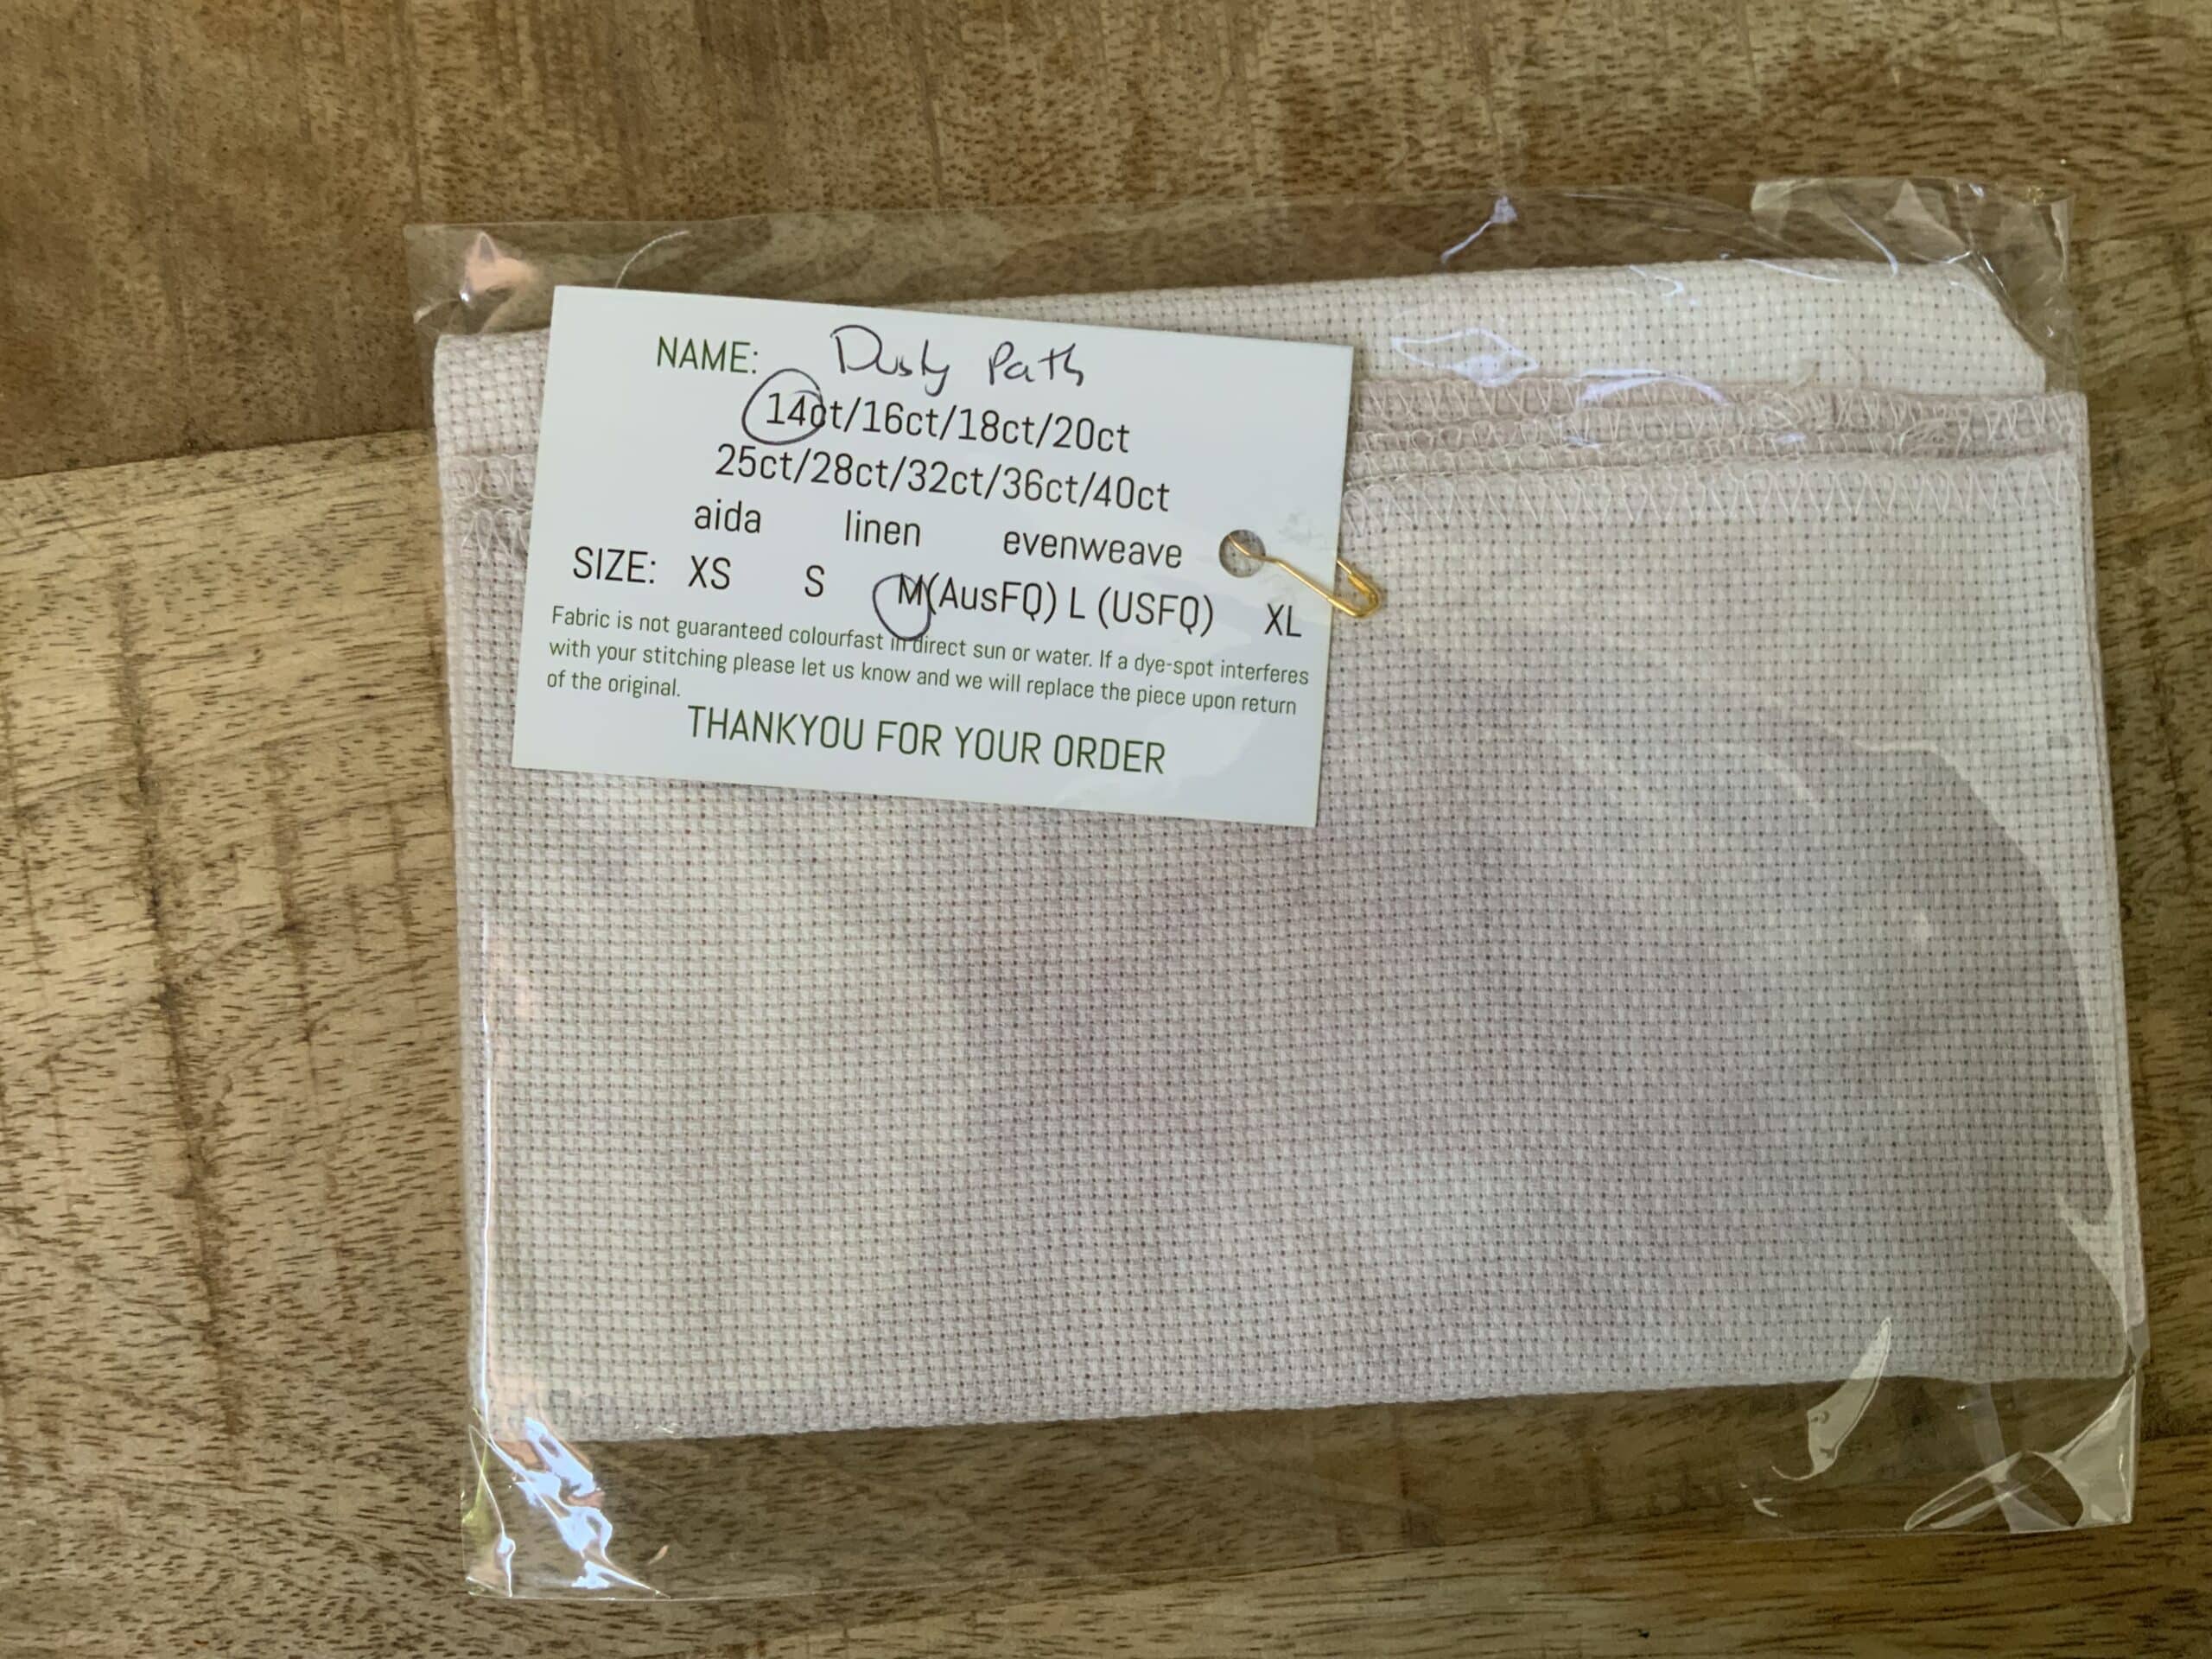 NAME: Dusty Path
14ct/16ct/18ct/20ct
25ct/28ct/32ct/36ct/40ct
aida linen evenweave
SIZE: XS S M(AusFQ) L (USFQ) XL
Fabric is not guaranteed colourfast in direct sun or water. If a dye-spot interferes
with your stitching please let us know and we will replace the piece upon return
of the original.
THANKYOU FOR YOUR ORDER